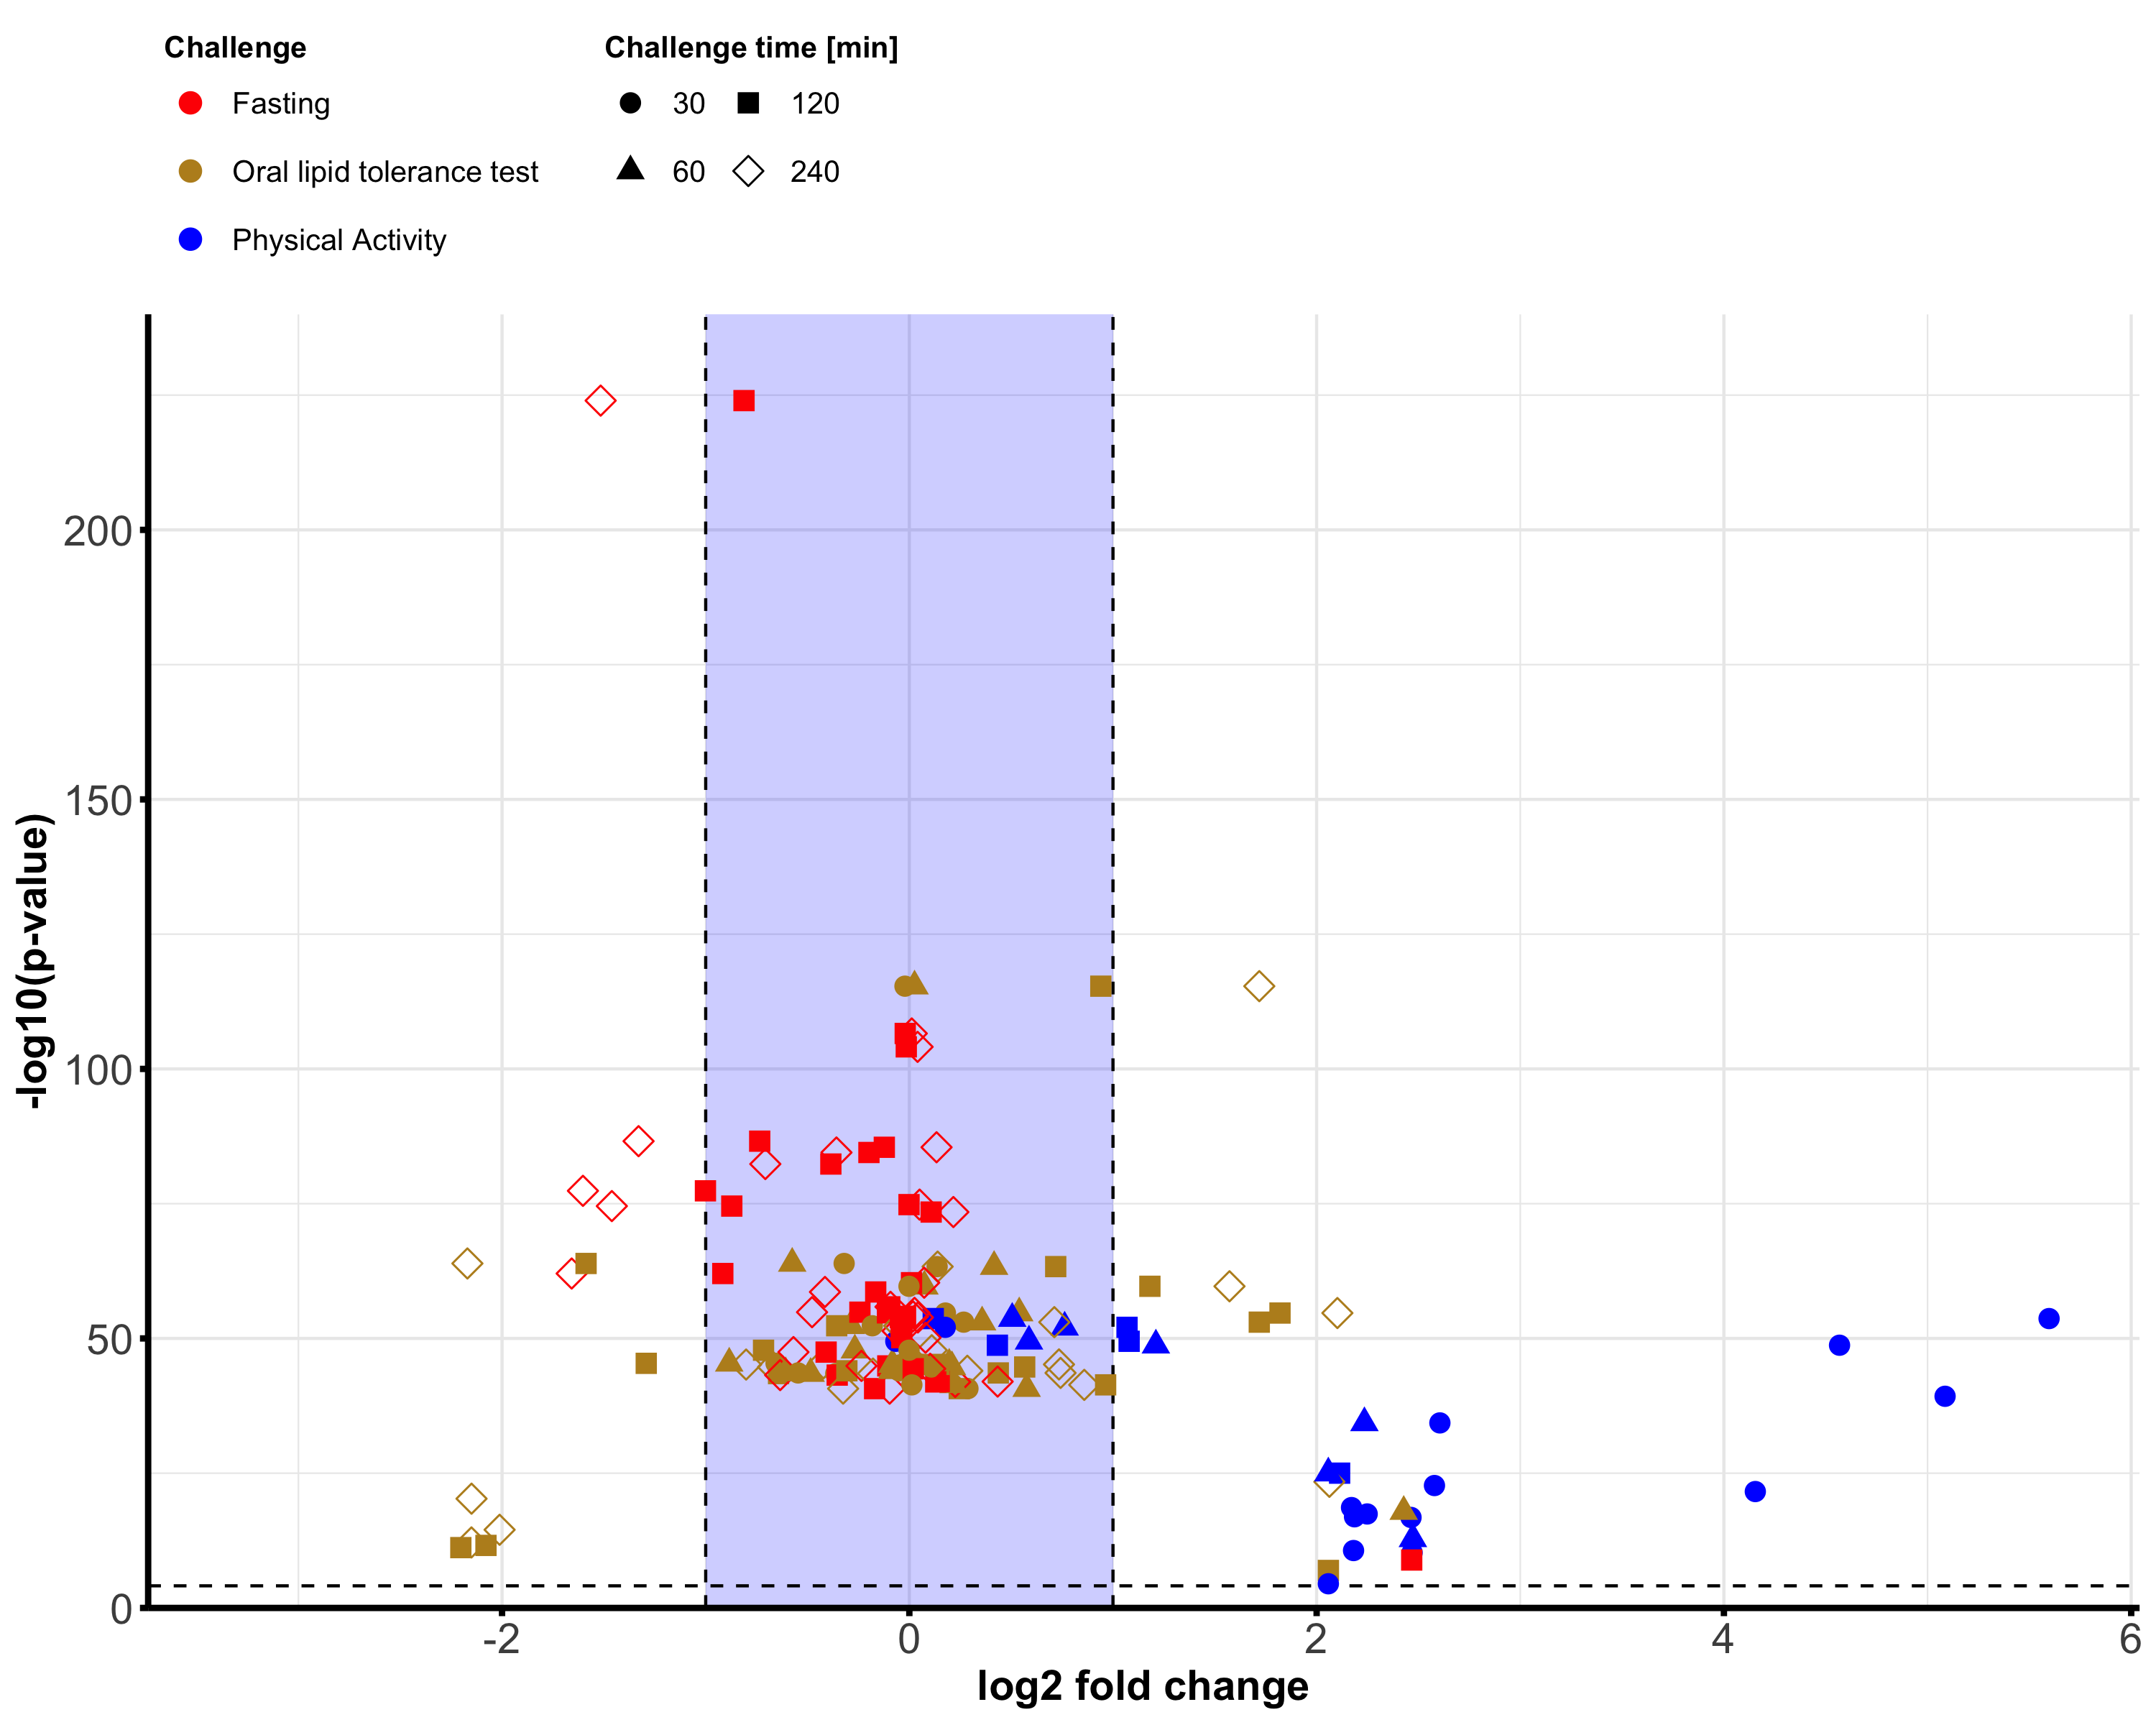 Challenge
Fasting
Oral lipid tolerance test
Physical Activity
Challenge time [min]
30 120
60 240
-log10(p-value)
200
150
100
50
0
-2 0 2 4 6
log2 fold change